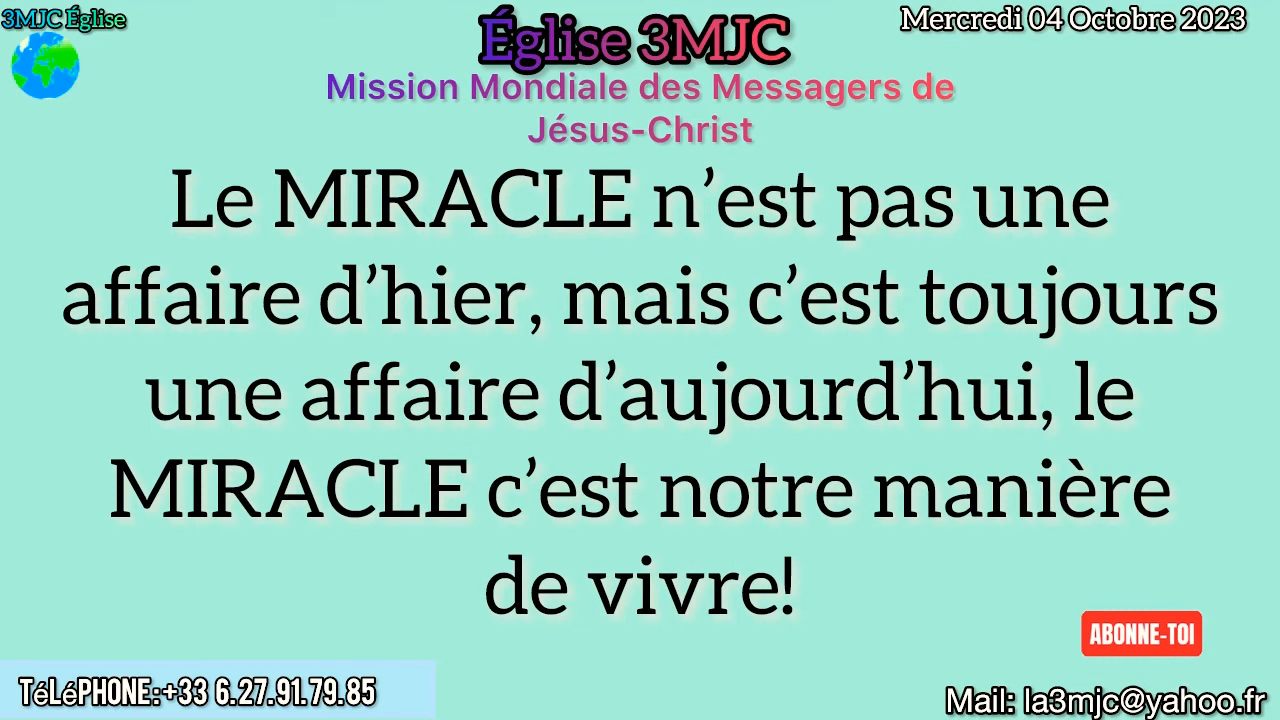 3MJC Église
Église 3MJC
Mercredi 04 Octobre 2023
Mission Mondiale des Messagers de
Jésus-Christ
Le MIRACLE n’est pas une
affaire d’hier, mais c’est toujours
une affaire d’aujourd’hui, le
MIRACLE c’est notre manière
de vivre!
ABONNE-TOI
TéLéPHONE:+33 6.27.91.79.85
Mail: la3mjc@yahoo.fr